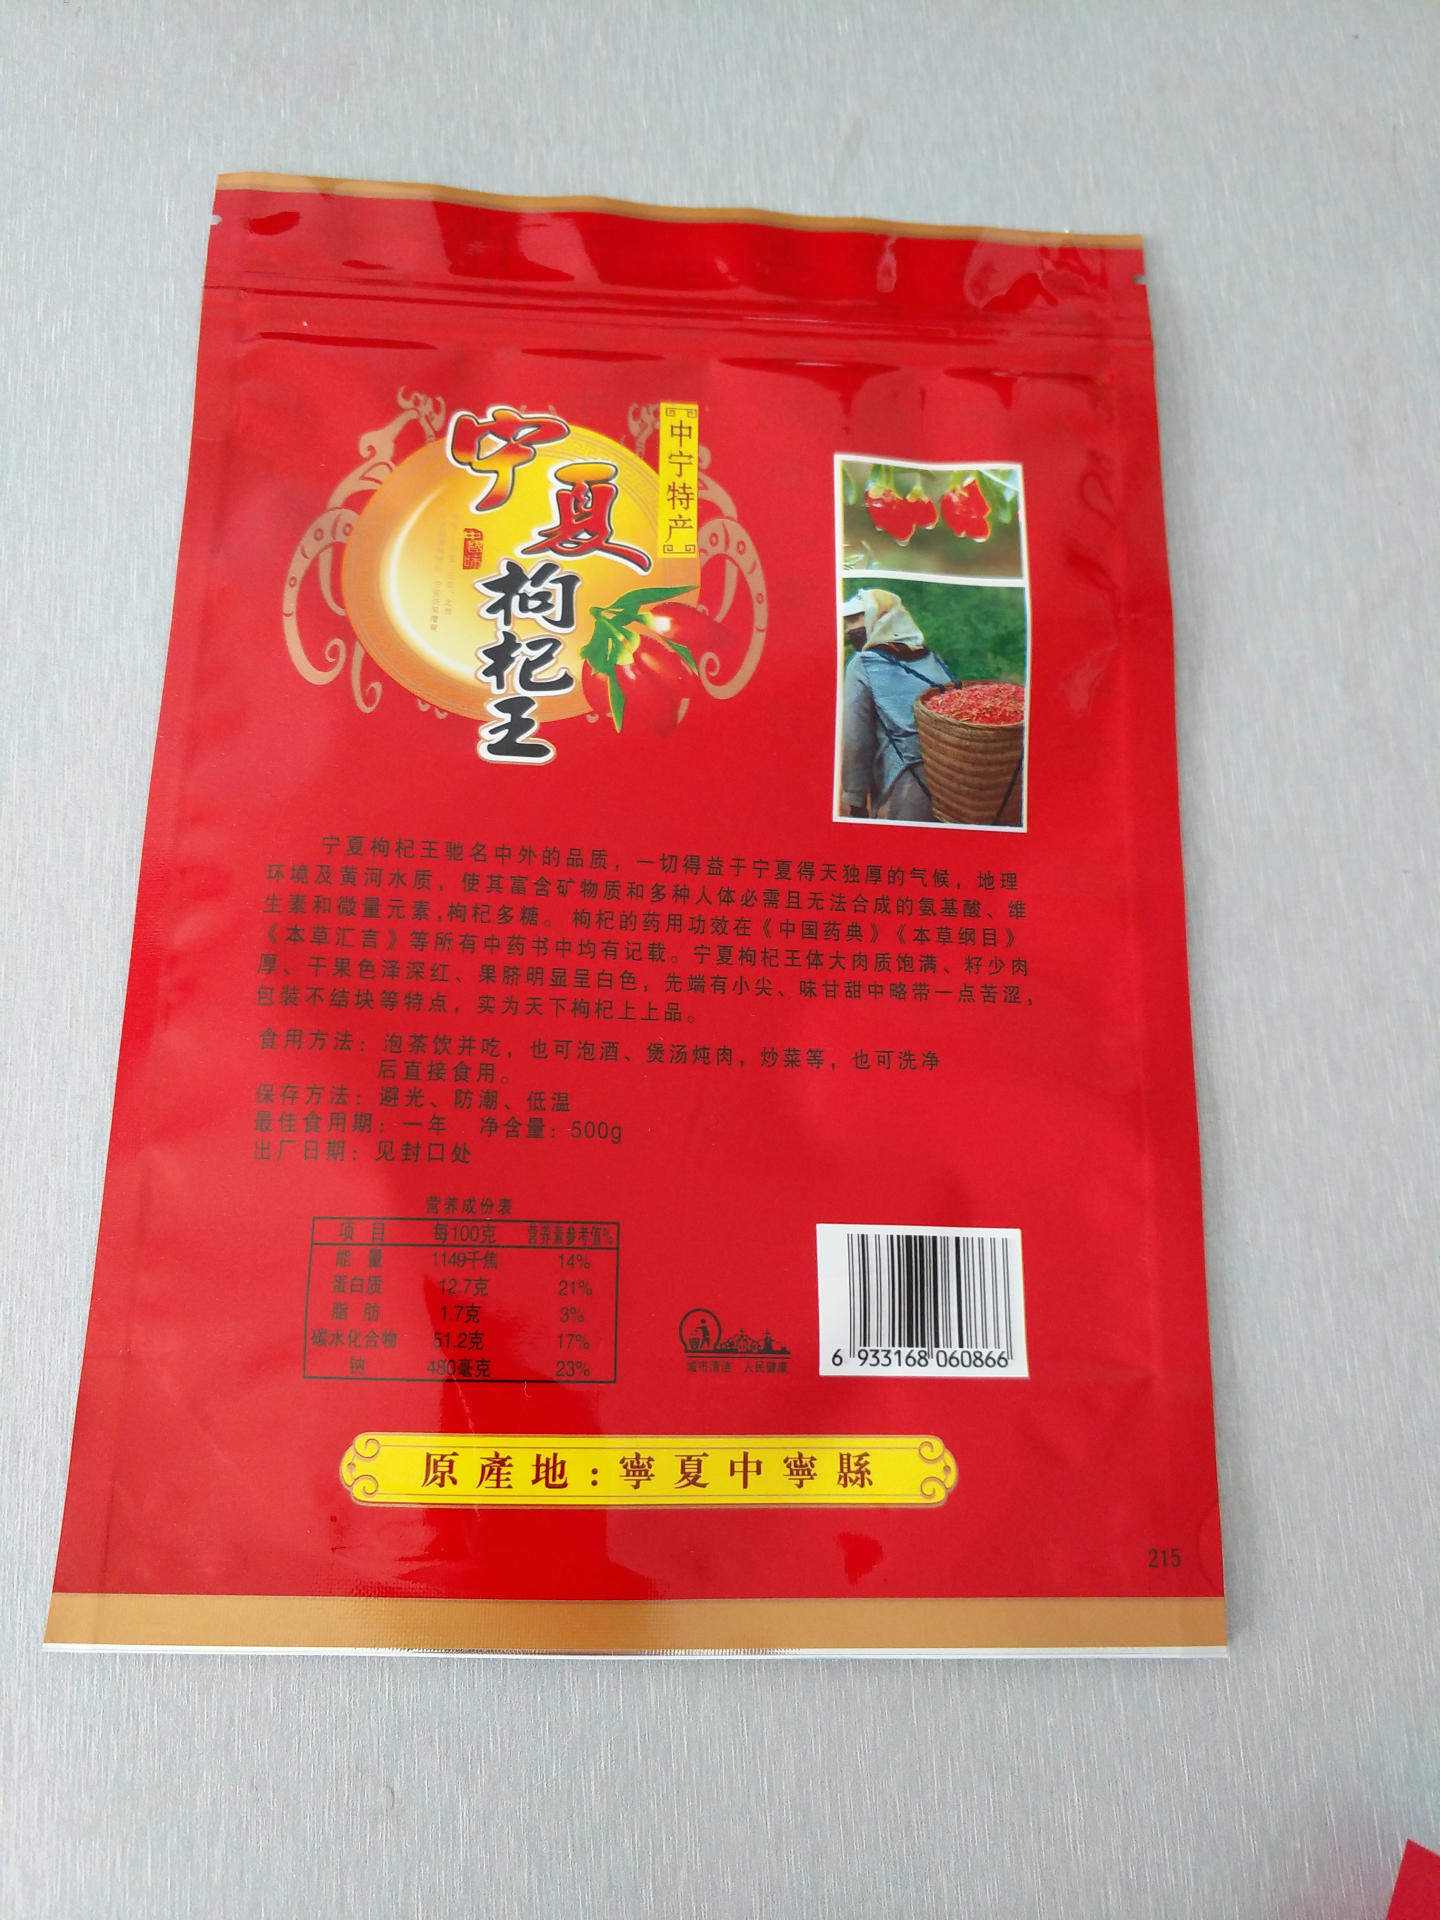 宁夏
枸杞王
中宁特产
中國味
宁夏枸杞王驰名中外的品质，一切得益于宁夏得天独厚的气候，地理
环境及黄河水质，使其富含矿物质和多种人体必需且无法合成的氨基酸、维
生素和微量元素,枸杞多糖。枸杞的药用功效在《中国药典》《本草纲目》
《本草汇言》等所有中药书中均有记载。宁夏枸杞王体大肉质饱满、籽少肉
厚、干果色泽深红、果脐明显呈白色，先端有小尖、味甘甜中略带一点苦涩，
包装不结块等特点，实为天下枸杞上上品。
食用方法：泡茶饮并吃，也可泡酒、煲汤炖肉，炒菜等，也可洗净
后直接食用。
保存方法：避光、防潮、低温
最佳食用期：一年 净含量：500g
出厂日期：见封口处
营养成份表
项 目 每100克 营养素参考值%
能 量 1149千焦 14%
蛋白质 12.7克 21%
脂 肪 1.7克 3%
碳水化合物 51.2克 17%
钠 480毫克 23%
城市清洁 人民健康
6 933168 060866
原產地：寧夏中寧縣
215